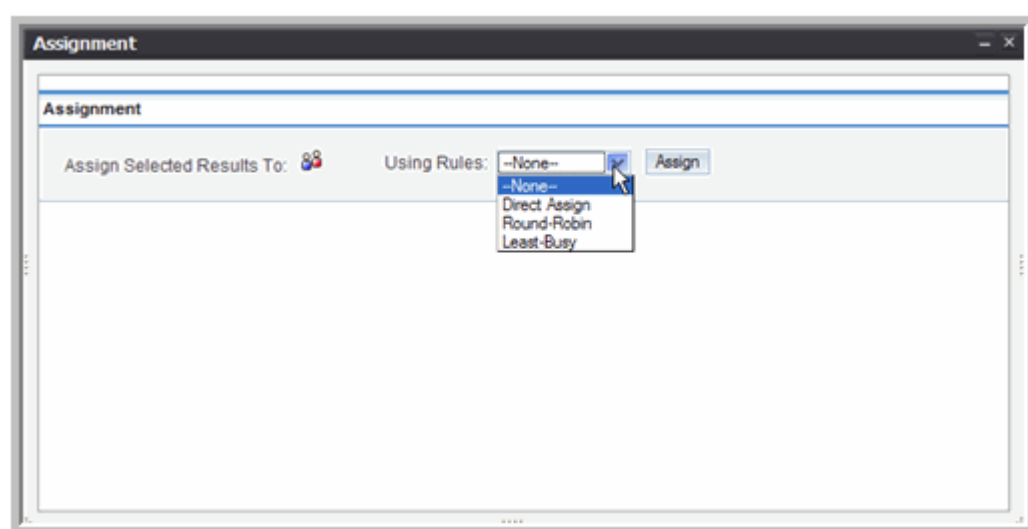 Assignment
Assignment
Assign Selected Results To: Using Rules: --None-- Assign
--None--
Direct Assign
Round-Robin
Least-Busy